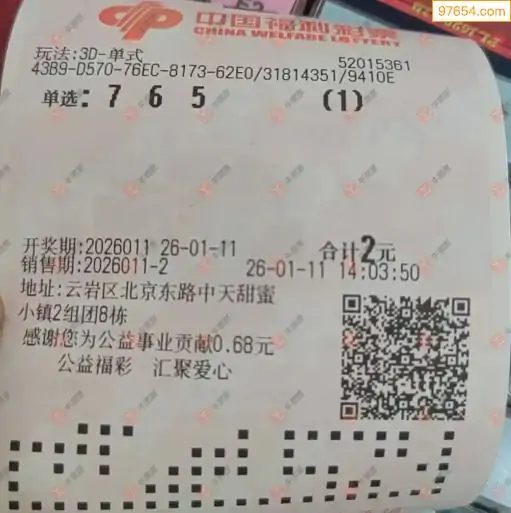 97654.com
中国福利彩票
CHINA WELFARE LOTTERY
玩法:3D-单式
52015361
43B9-D570-76EC-8173-62E0/31814351/9410E
单选: 7 6 5 (1)
开奖期:2026011 26-01-11 合计2元
销售期:2026011-2 26-01-11 14:03:50
地址:云岩区北京东路中天甜蜜
小镇2组团8栋
感谢您为公益事业贡献0.68元
公益福彩 汇聚爱心